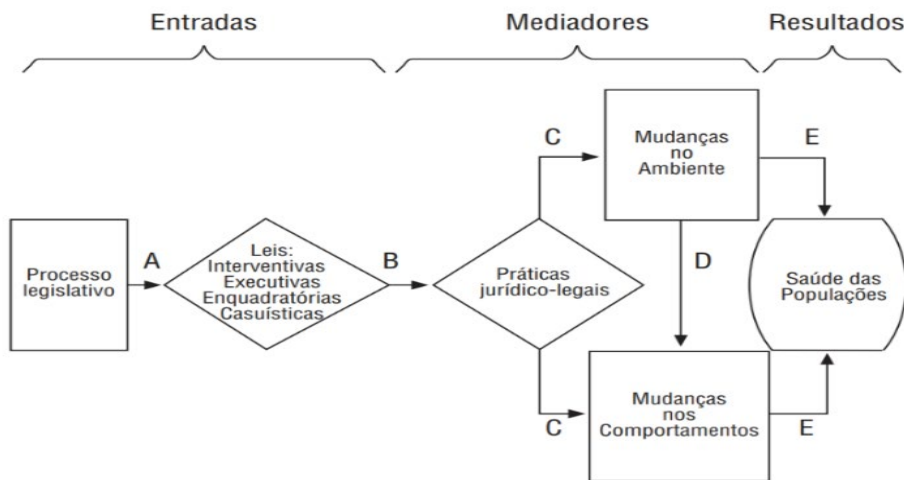 Entradas
Mediadores
Resultados
Processo
legislativo
A
Leis:
Interventivas
Executivas
Enquadratórias
Casuísticas
B
Práticas
jurídico-legais
C
Mudanças
no
Ambiente
E
D
C
Mudanças
nos
Comportamentos
E
Saúde das
Populações